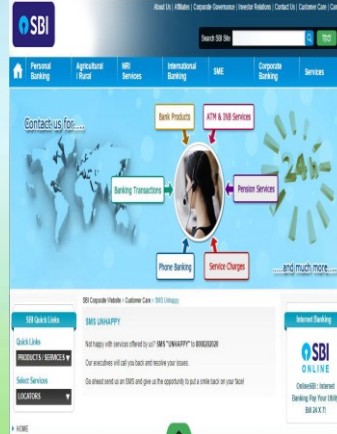 About Us | Affiliates | Corporate Governance | Investor Relations | Contact Us | Customer Care | Care
SBI
Search SBI Site
हिंदी
Personal Banking
Agricultural / Rural
NRI Services
International Banking
SME
Corporate Banking
Services
Contact us for.....
Bank Products
ATM & INB Services
Banking Transactions
Pension Services
Phone Banking
Service Charges
24
.....and much more.....
SBI Quick Links
Quick Links
PRODUCTS / SERVICES
Select Services
LOCATORS
HOME
SBI Corporate Website > Customer Care > SMS Unhappy
SMS UNHAPPY
Not happy with services offered by us? SMS "UNHAPPY" to 8008202020
Our executives will call you back and resolve your issues.
Go ahead send us an SMS and give us the opportunity to put a smile back on your face!
Internet Banking
SBI
ONLINE
OnlineSBI : Internet
Banking Pay Your Utility
Bill 24 X 7!